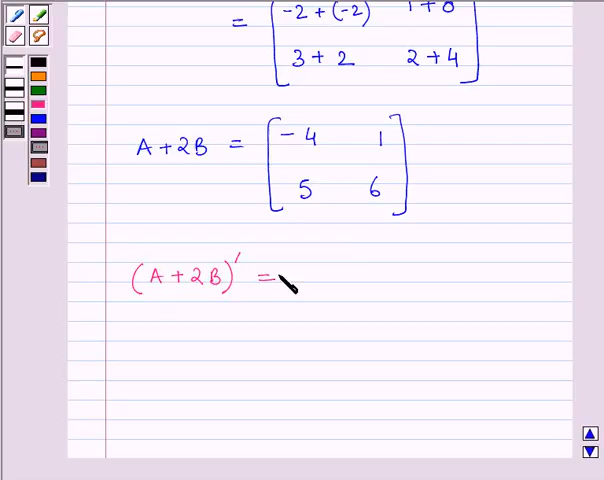 -2 + (-2) 1 + 0
=
3 + 2 2 + 4
- 4 1
A + 2B =
5 6
(A + 2B)' =